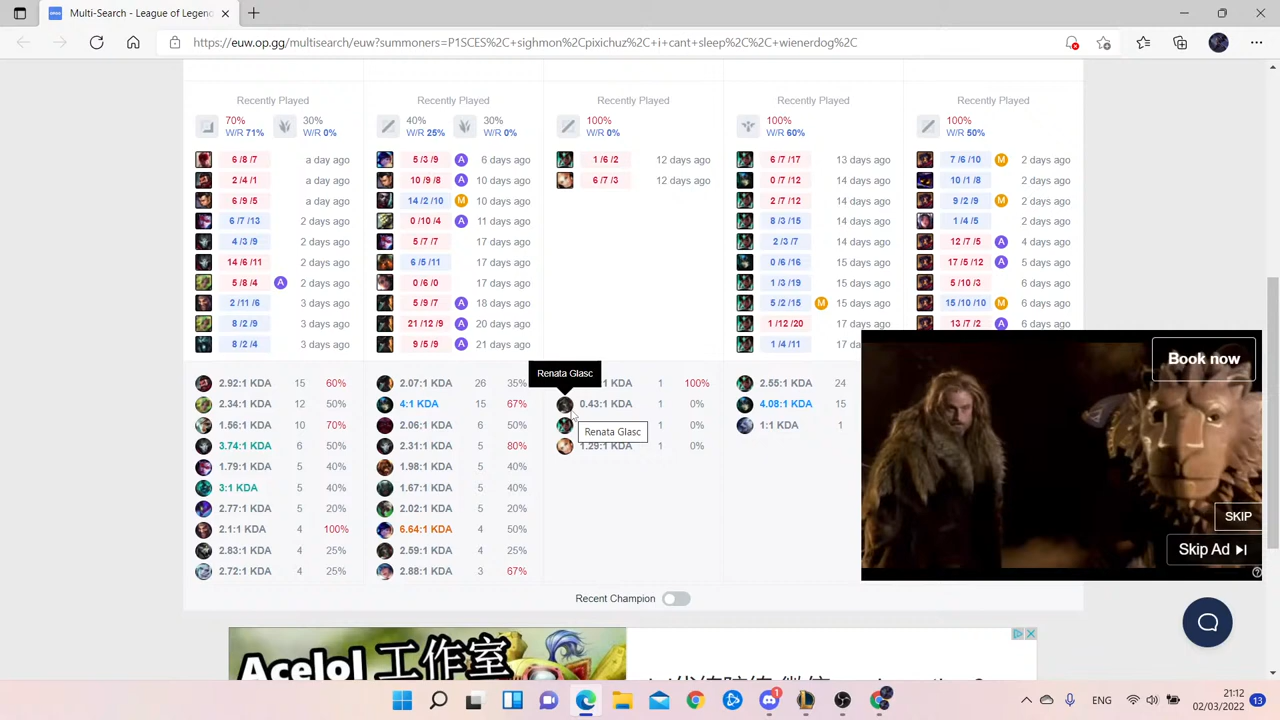 Multi-Search - League of Legend
https://euw.op.gg/multisearch/euw?summoners=P1SCES%2C+sighmon%2Cpixichuz+%2C+i+cant+sleep%2C%2C+wienerdog%2C
Recently Played Recently Played Recently Played Recently Played Recently Played
70% 30% 40% 30% 100% 100% 100%
W/R 71% W/R 0% W/R 25% W/R 0% W/R 0% W/R 60% W/R 50%
6/8/7 a day ago 5/3/9 A 6 days ago 1/6/2 12 days ago 6/7/17 13 days ago 7/6/10 M 2 days ago
2/4/1 a day ago 10/9/8 A 10 days ago 6/7/3 12 days ago 0/7/12 14 days ago 10/1/8 2 days ago
6/9/5 a day ago 14/2/10 M 10 days ago 2/7/12 14 days ago 9/2/9 M 2 days ago
6/7/13 2 days ago 0/10/4 A 11 days ago 8/3/15 14 days ago 1/4/5 2 days ago
4/3/9 2 days ago 5/7/7 17 days ago 2/3/7 14 days ago 12/7/5 A 4 days ago
14/6/11 2 days ago 6/5/11 17 days ago 0/6/16 15 days ago 17/5/12 A 5 days ago
5/8/4 A 2 days ago 0/6/0 17 days ago 1/3/19 15 days ago 5/10/3 6 days ago
2/11/6 3 days ago 5/9/7 A 18 days ago 5/2/15 M 15 days ago 15/10/10 M 6 days ago
8/2/9 3 days ago 21/12/9 A 20 days ago 1/12/20 17 days ago 13/7/2 A 6 days ago
8/2/4 3 days ago 9/5/9 A 21 days ago 1/4/11 17 days
Renata Glasc
2.92:1 KDA 15 60% 2.07:1 KDA 26 35% :1 KDA 1 100% 2.55:1 KDA 24
2.34:1 KDA 12 50% 4:1 KDA 15 67% 0.43:1 KDA 1 0% 4.08:1 KDA 15
1.56:1 KDA 10 70% 2.06:1 KDA 6 50% Renata Glasc 1 0% 1:1 KDA 1
3.74:1 KDA 6 50% 2.31:1 KDA 5 80% 1.29:1 KDA 1 0%
1.79:1 KDA 5 40% 1.98:1 KDA 5 40%
3:1 KDA 5 40% 1.67:1 KDA 5 40%
2.77:1 KDA 5 20% 2.02:1 KDA 5 20%
2.1:1 KDA 4 100% 6.64:1 KDA 4 50%
2.83:1 KDA 4 25% 2.59:1 KDA 4 25%
2.72:1 KDA 4 25% 2.88:1 KDA 3 67%
Book now
SKIP
Skip Ad
Recent Champion
Acelol 工作室
ENG
21:12
02/03/2022
13
1